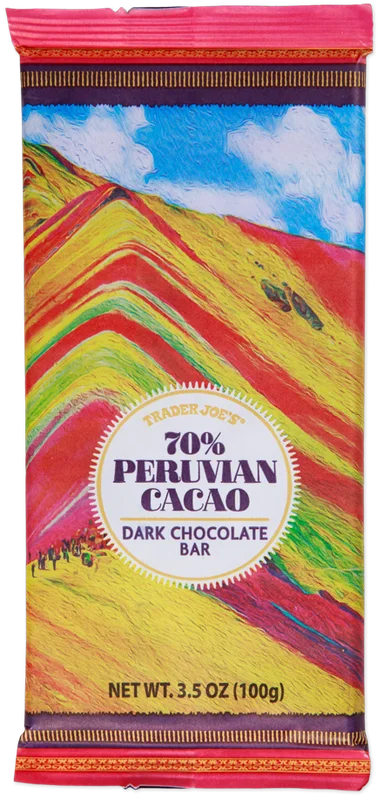 TRADER JOE'S®
70%
PERUVIAN
CACAO
DARK CHOCOLATE
BAR
NET WT. 3.5 OZ (100g)